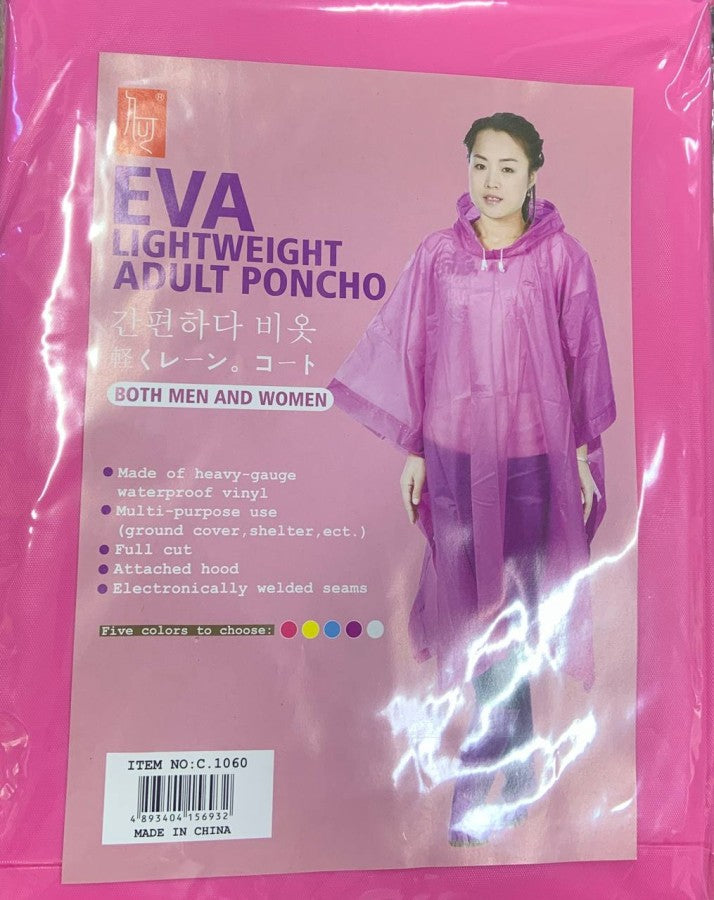 EVA
LIGHTWEIGHT
ADULT PONCHO
간편하다 비옷
軽くレーン。コート
BOTH MEN AND WOMEN
Made of heavy-gauge
waterproof vinyl
Multi-purpose use
(ground cover,shelter,ect.)
Full cut
Attached hood
Electronically welded seams
Five colors to choose:
ITEM NO:C.1060
4 893404 156932
MADE IN CHINA